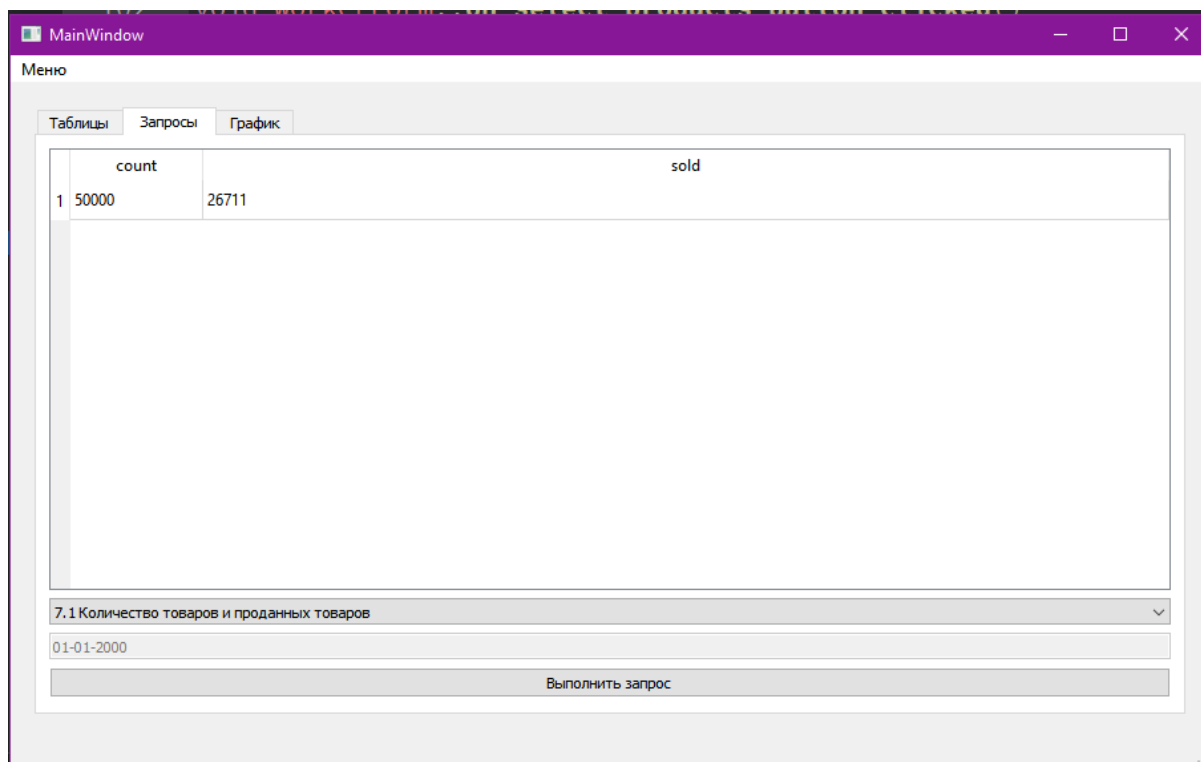 MainWindow
Меню
Таблицы Запросы График
count sold
1 50000 26711
7.1 Количество товаров и проданных товаров
01-01-2000
Выполнить запрос